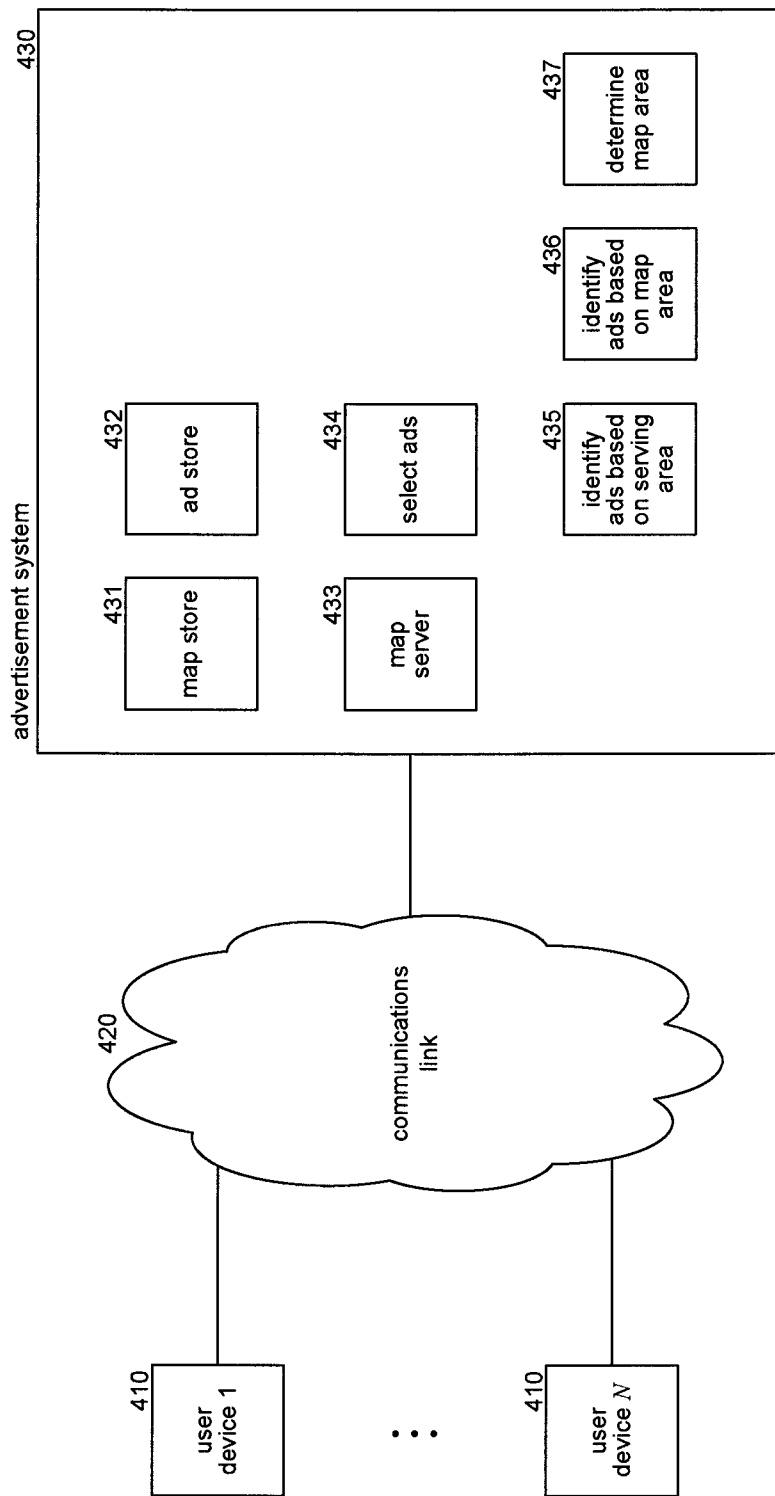 410
user
device 1
• • •
410
user
device N
420
communications
link
advertisement system
430
431
map store
432
ad store
433
map
server
434
select ads
435
identify
ads based
on serving
area
436
identify
ads based
on map
area
437
determine
map area